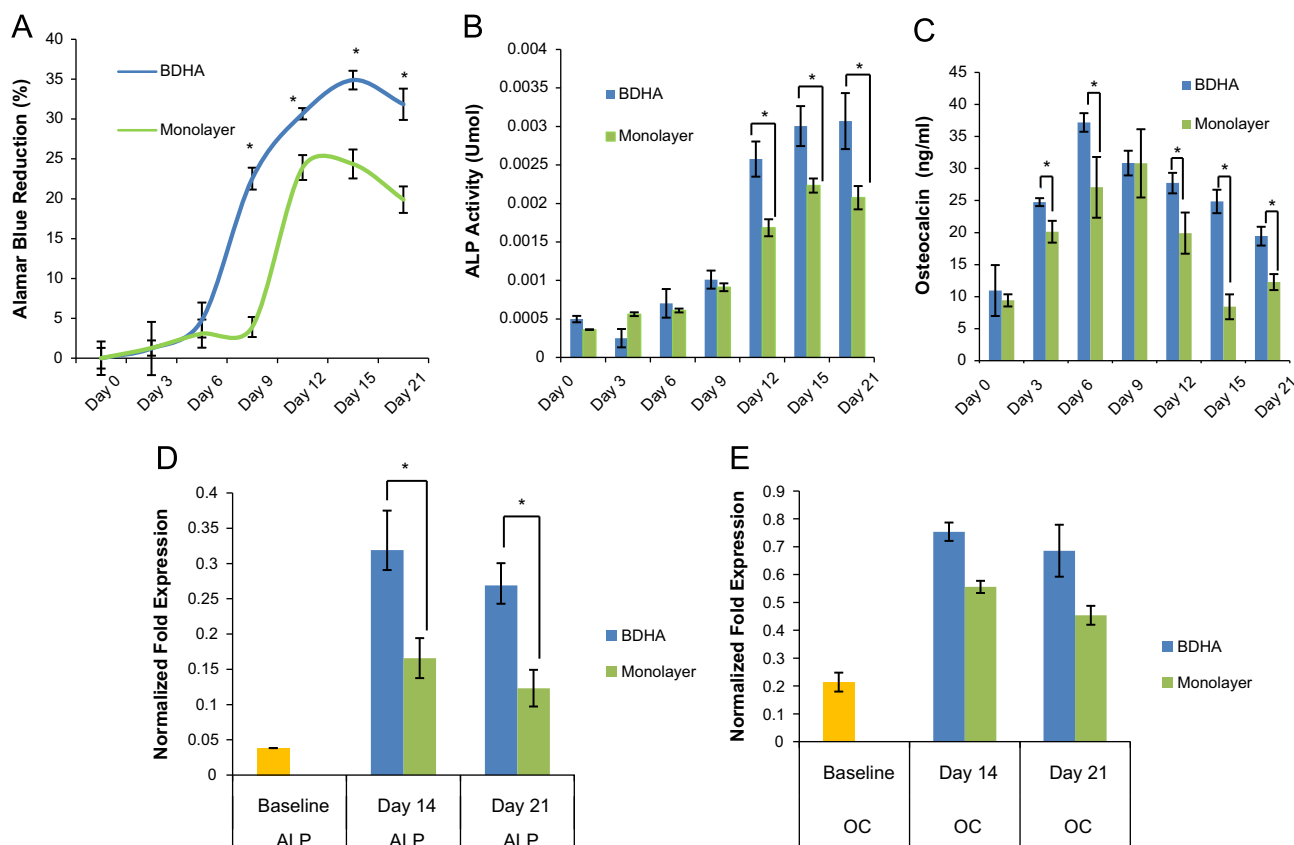 A
Alamar Blue Reduction (%)
40
35
30
25
20
15
10
5
0
BDHA
Monolayer
*
*
*
*
Day 0
Day 3
Day 6
Day 9
Day 12
Day 15
Day 21
B
ALP Activity (Umol)
0.004
0.0035
0.003
0.0025
0.002
0.0015
0.001
0.0005
0
BDHA
Monolayer
*
*
*
Day 0
Day 3
Day 6
Day 9
Day 12
Day 15
Day 21
C
Osteocalcin (ng/ml)
45
40
35
30
25
20
15
10
5
0
BDHA
Monolayer
*
*
*
*
*
Day 0
Day 3
Day 6
Day 9
Day 12
Day 15
Day 21
D
Normalized Fold Expression
0.4
0.35
0.3
0.25
0.2
0.15
0.1
0.05
0
*
*
BDHA
Monolayer
Baseline Day 14 Day 21
ALP ALP ALP
E
Normalized Fold Expression
0.9
0.8
0.7
0.6
0.5
0.4
0.3
0.2
0.1
0
BDHA
Monolayer
Baseline Day 14 Day 21
OC OC OC